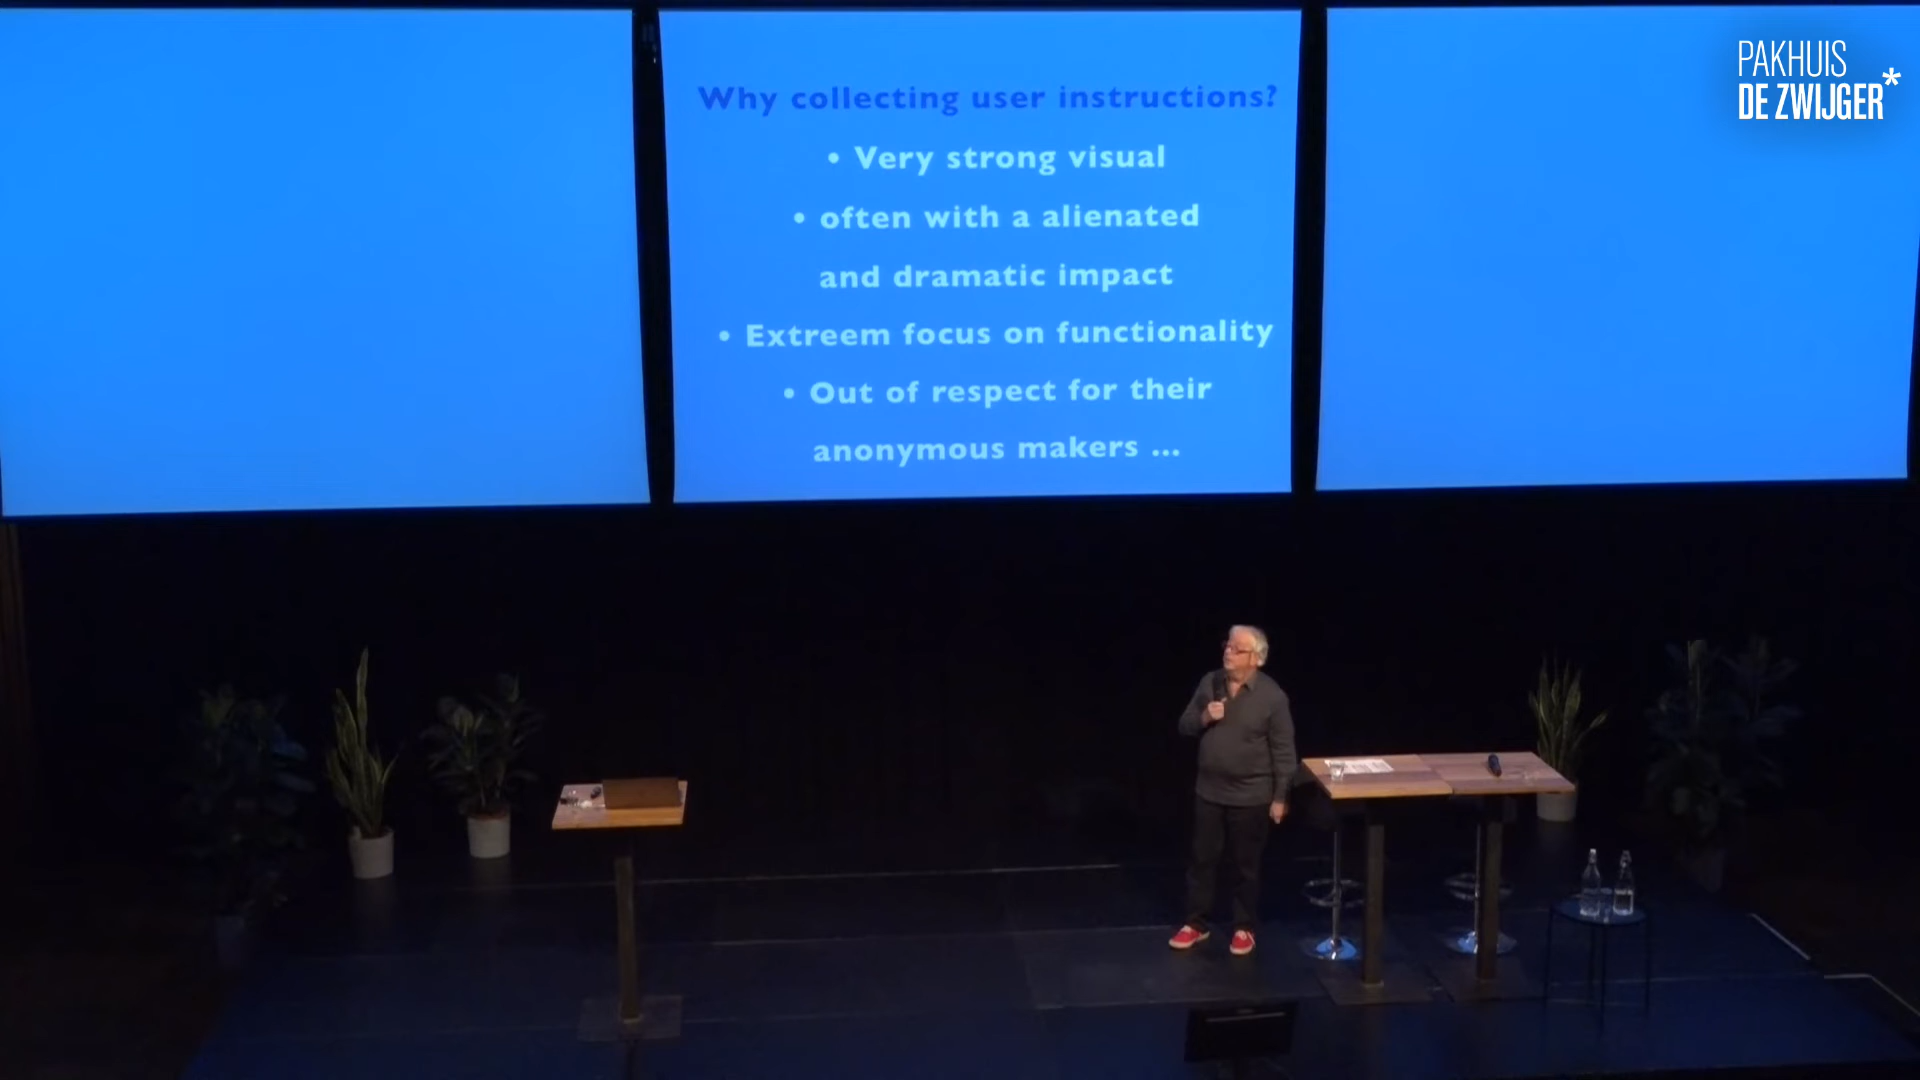 Why collecting user instructions?
• Very strong visual
• often with a alienated
and dramatic impact
• Extreem focus on functionality
• Out of respect for their
anonymous makers ...
PAKHUIS
DE ZWIJGER*